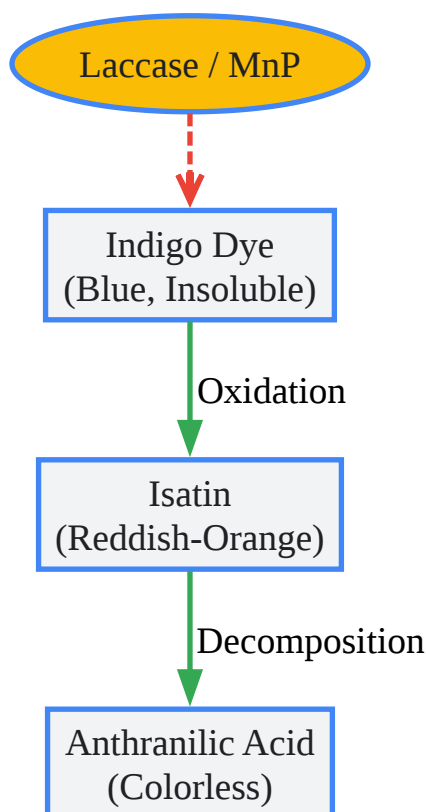 Laccase / MnP
Indigo Dye
(Blue, Insoluble)
Oxidation
Isatin
(Reddish-Orange)
Decomposition
Anthranilic Acid
(Colorless)